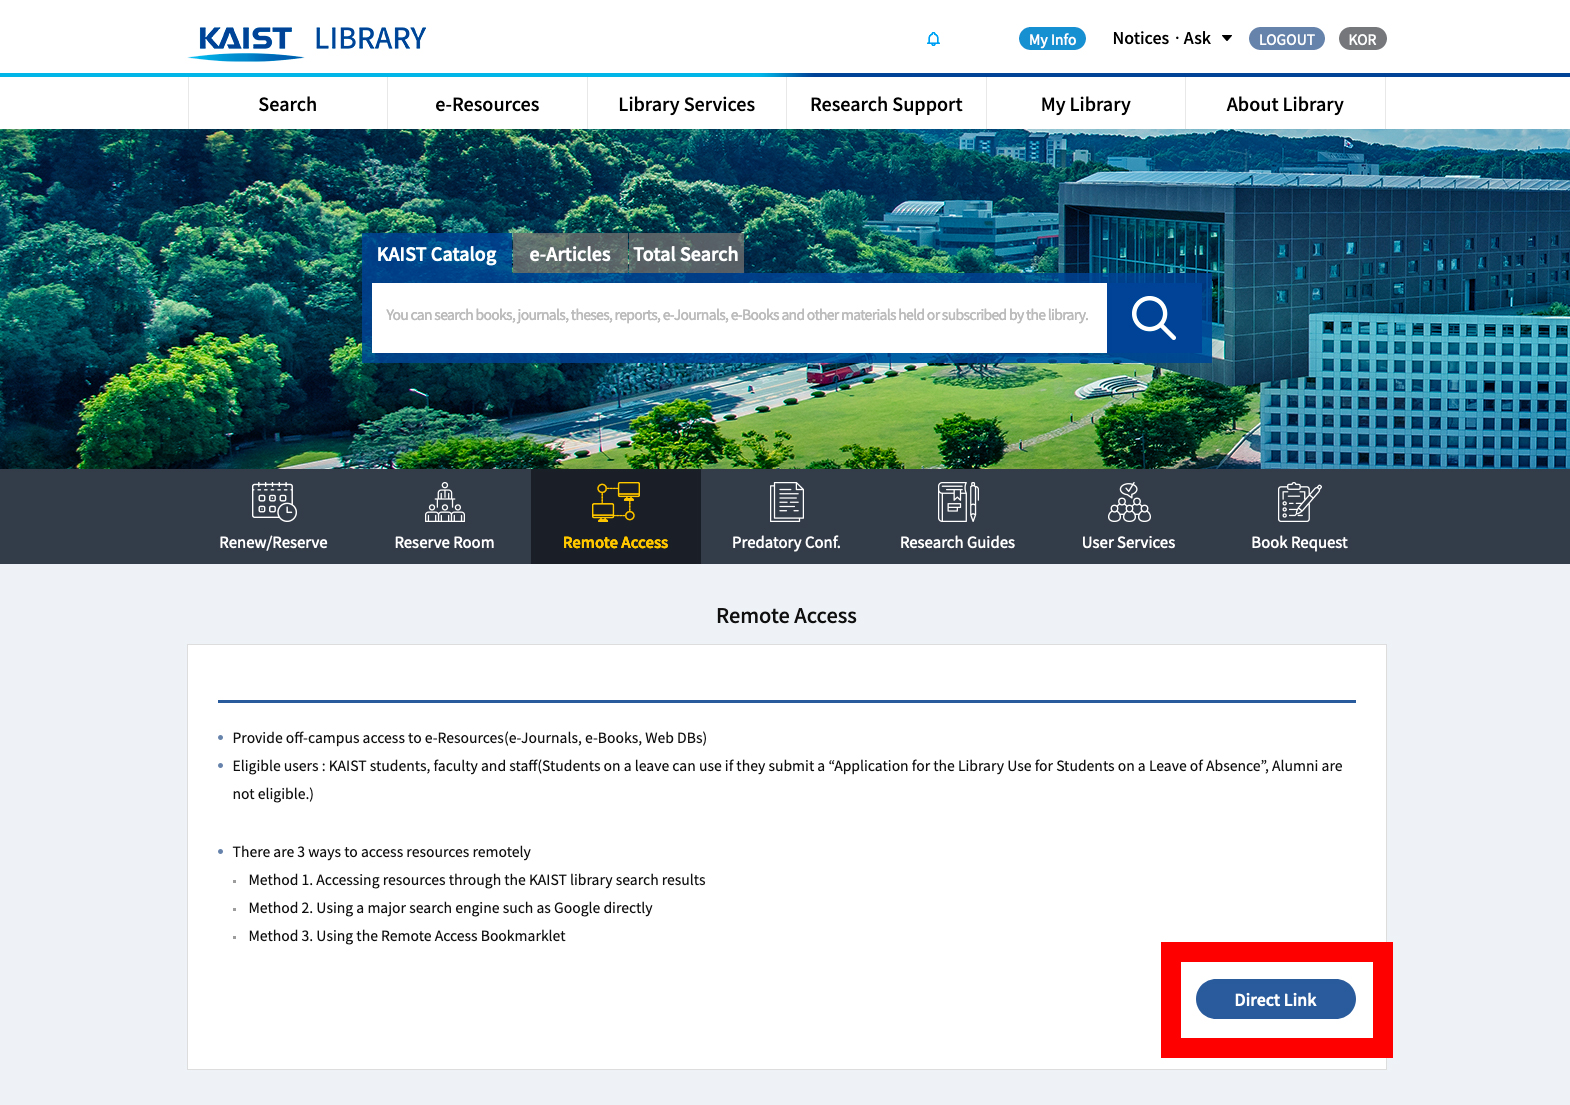 KAIST LIBRARY
My Info
Notices · Ask
LOGOUT
KOR
Search
e-Resources
Library Services
Research Support
My Library
About Library
KAIST Catalog
e-Articles
Total Search
You can search books, journals, theses, reports, e-Journals, e-Books and other materials held or subscribed by the library.
Renew/Reserve
Reserve Room
Remote Access
Predatory Conf.
Research Guides
User Services
Book Request
Remote Access
Provide off-campus access to e-Resources(e-Journals, e-Books, Web DBs)
Eligible users : KAIST students, faculty and staff(Students on a leave can use if they submit a “Application for the Library Use for Students on a Leave of Absence”, Alumni are
not eligible.)
There are 3 ways to access resources remotely
Method 1. Accessing resources through the KAIST library search results
Method 2. Using a major search engine such as Google directly
Method 3. Using the Remote Access Bookmarklet
Direct Link